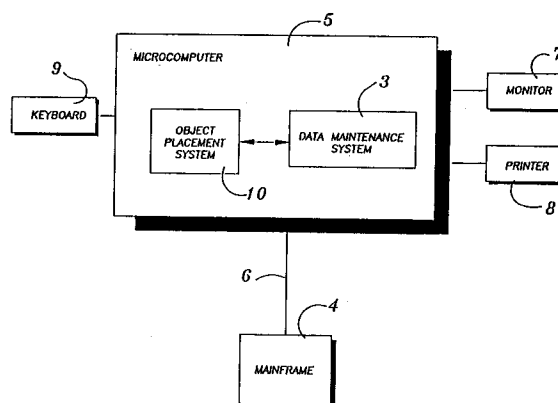 5
MICROCOMPUTER
9
KEYBOARD
7
MONITOR
3
OBJECT
PLACEMENT
SYSTEM
DATA MAINTENANCE
SYSTEM
10
PRINTER
8
6
4
MAINFRAME